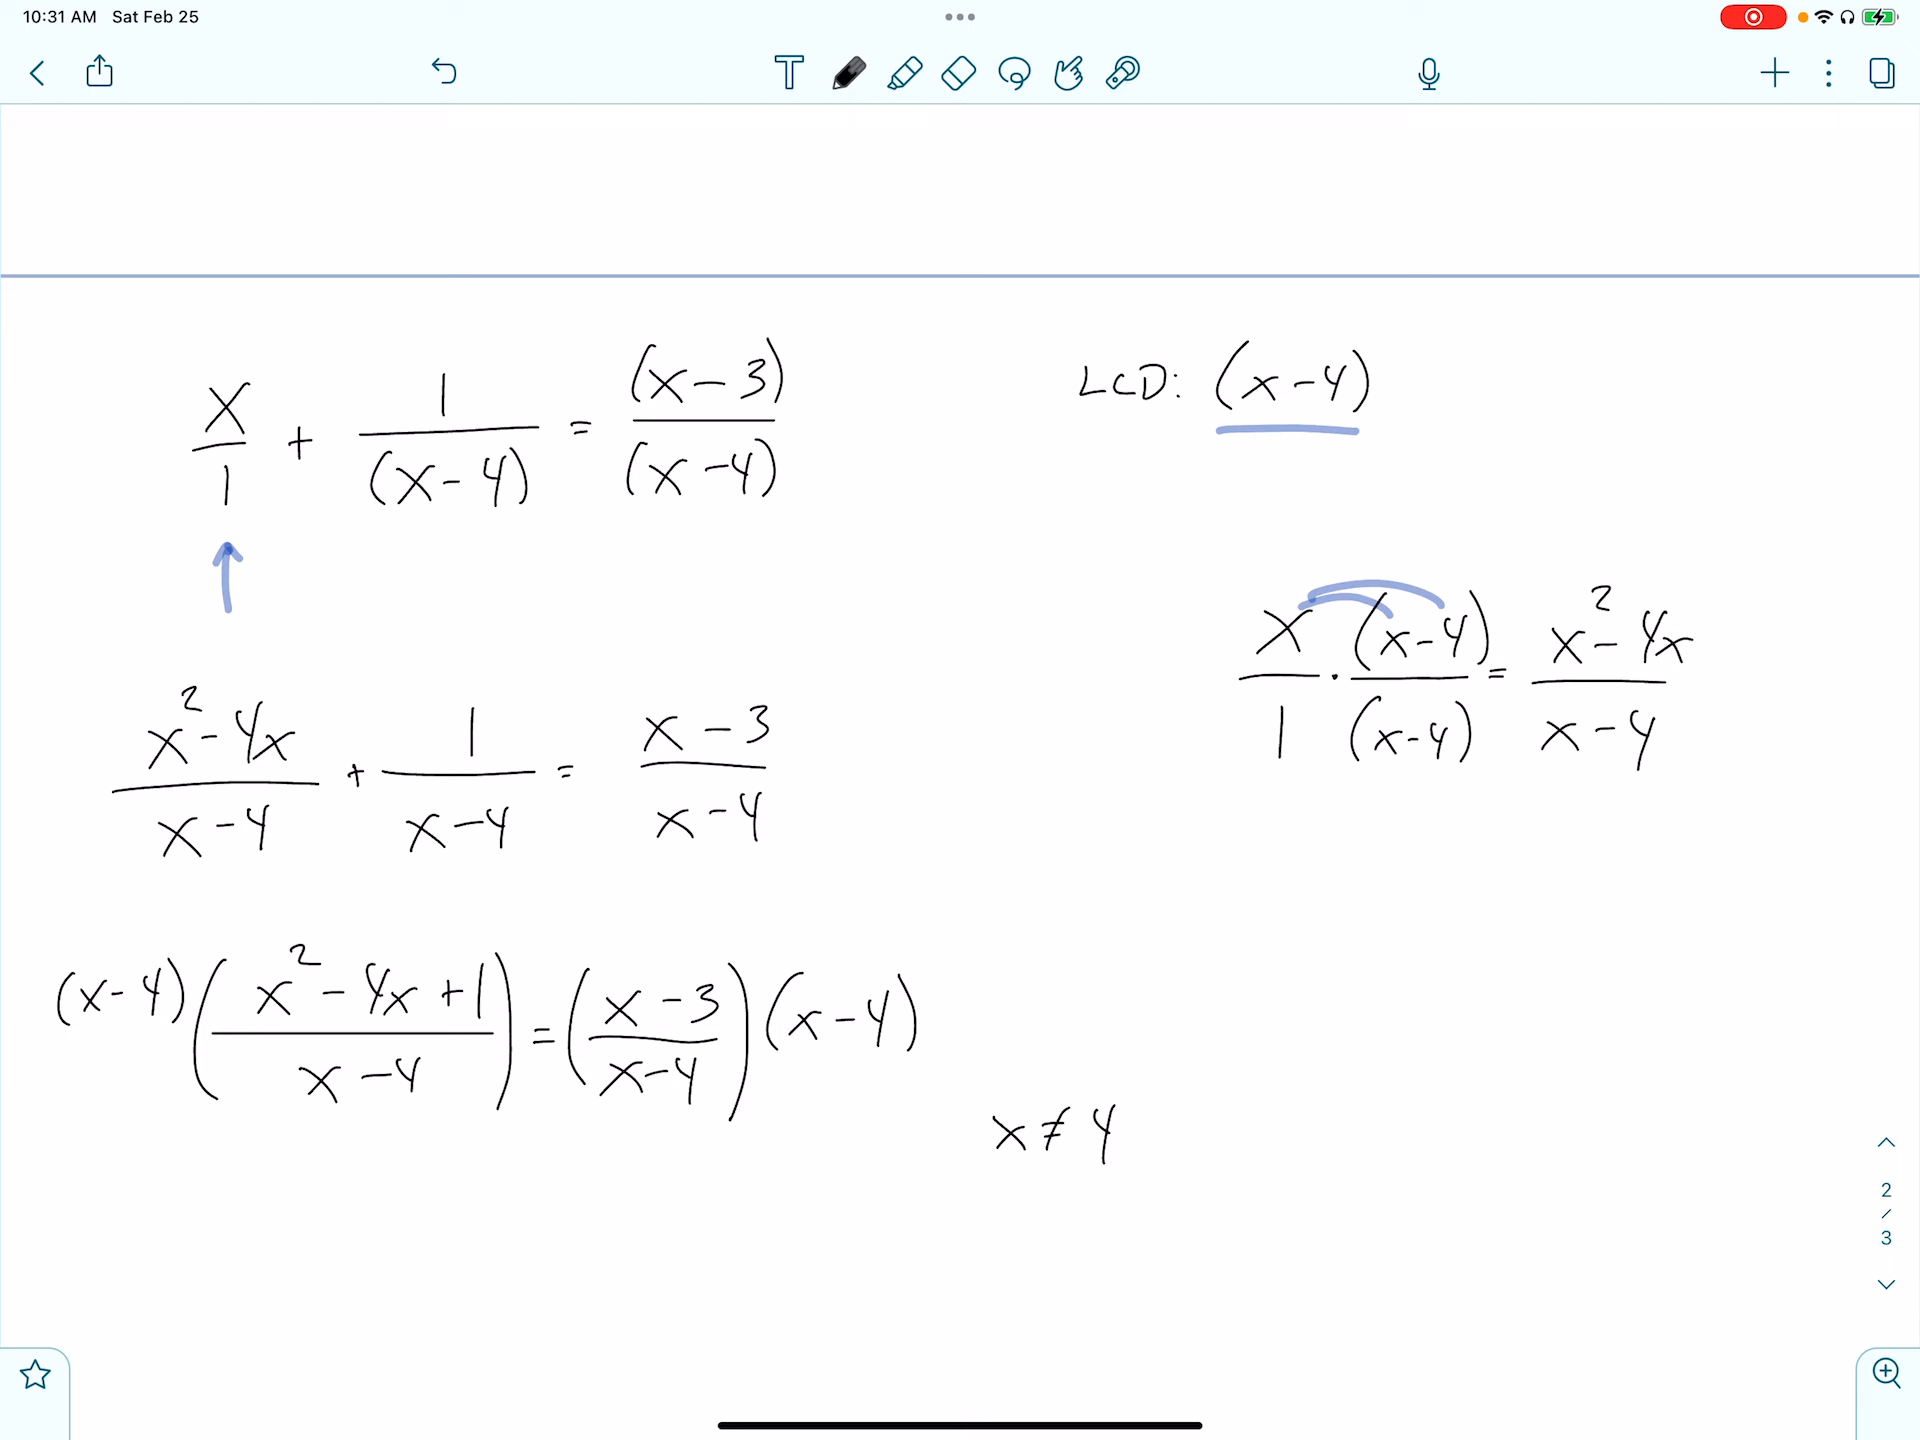 10:31 AM Sat Feb 25
x/1 + 1/(x-4) = (x-3)/(x-4)
LCD: (x-4)
x/1 · (x-4)/(x-4) = x²-4x/x-4
x²-4x/x-4 + 1/x-4 = x-3/x-4
(x-4)(x²-4x+1/x-4) = (x-3/x-4)(x-4)
x≠4
2
/
3